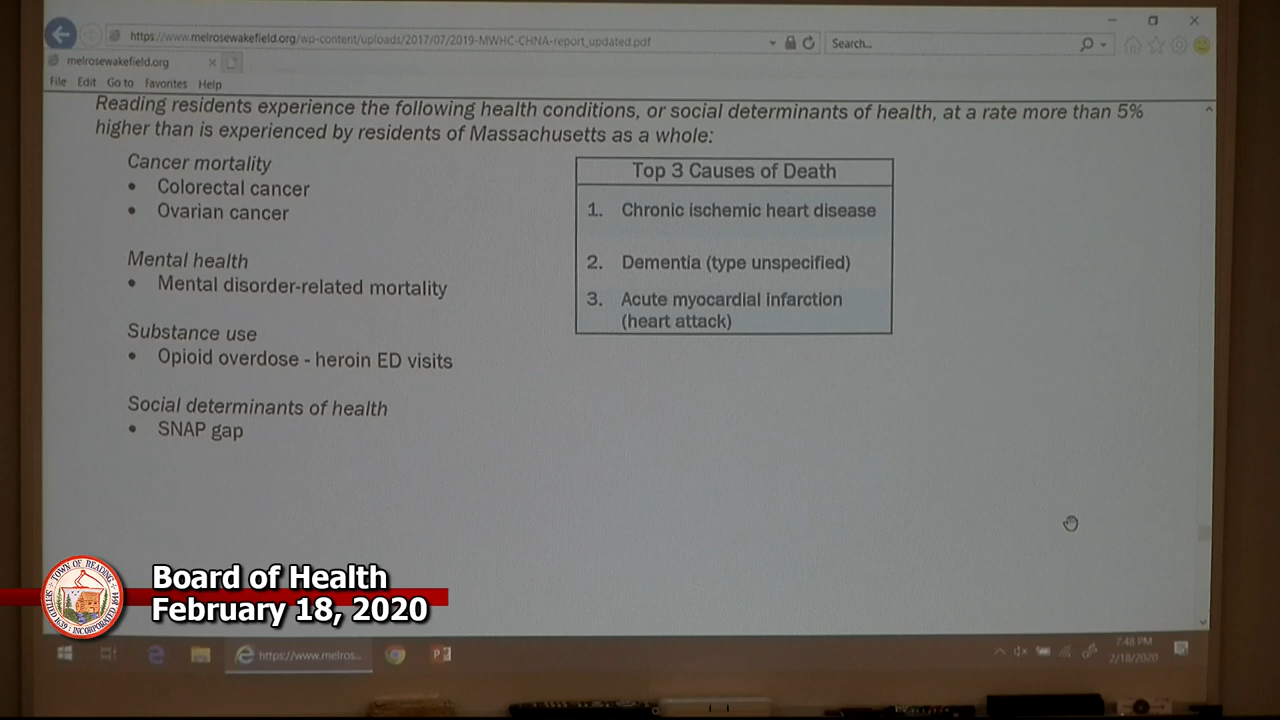 https://www.melrosewakefield.org/wp-content/uploads/2017/07/2019-MWHC-CHNA-report_updated.pdf
Search...
melrosewakefield.org
File Edit Go to Favorites Help
Reading residents experience the following health conditions, or social determinants of health, at a rate more than 5%
higher than is experienced by residents of Massachusetts as a whole:
Cancer mortality
• Colorectal cancer
• Ovarian cancer
Mental health
• Mental disorder-related mortality
Substance use
• Opioid overdose - heroin ED visits
Social determinants of health
• SNAP gap
Top 3 Causes of Death
1. Chronic ischemic heart disease
2. Dementia (type unspecified)
3. Acute myocardial infarction
(heart attack)
TOWN OF READING
Board of Health
February 18, 2020
https://www.melros...
7:48 PM
2/18/2020